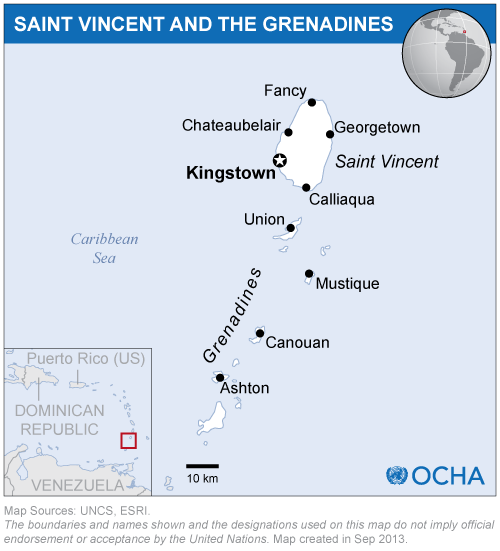 SAINT VINCENT AND THE GRENADINES
Fancy
Chateaubelair
Georgetown
Kingstown
Saint Vincent
Calliaqua
Union
Caribbean
Sea
Mustique
Grenadines
Canouan
Ashton
Puerto Rico (US)
DOMINICAN
REPUBLIC
VENEZUELA
10 km
OCHA
Map Sources: UNCS, ESRI.
The boundaries and names shown and the designations used on this map do not imply official
endorsement or acceptance by the United Nations. Map created in Sep 2013.